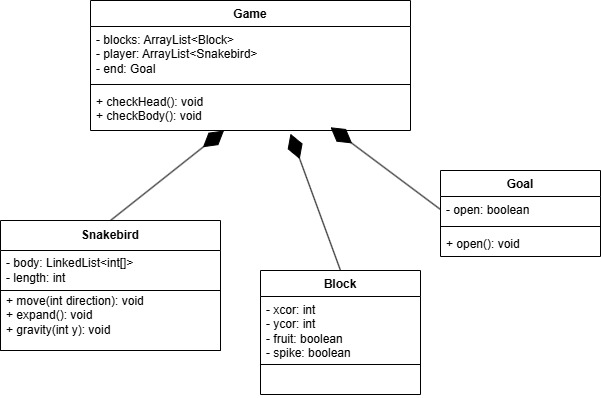 Game
- blocks: ArrayList<Block>
- player: ArrayList<Snakebird>
- end: Goal
+ checkHead(): void
+ checkBody(): void
Goal
- open: boolean
+ open(): void
Snakebird
- body: LinkedList<int[]>
- length: int
+ move(int direction): void
+ expand(): void
+ gravity(int y): void
Block
- xcor: int
- ycor: int
- fruit: boolean
- spike: boolean